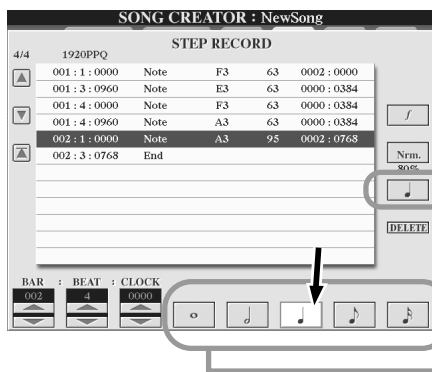 SONG CREATOR : NewSong
STEP RECORD
4/4 1920PPQ
001 : 1 : 0000 Note F3 63 0002 : 0000
001 : 3 : 0960 Note E3 63 0000 : 0384
001 : 4 : 0000 Note F3 63 0000 : 0384
001 : 4 : 0960 Note A3 63 0000 : 0384
002 : 1 : 0000 Note A3 95 0002 : 0768
002 : 3 : 0768 End
f
Nrm.
80%
DELETE
BAR : BEAT : CLOCK
002 4 0000